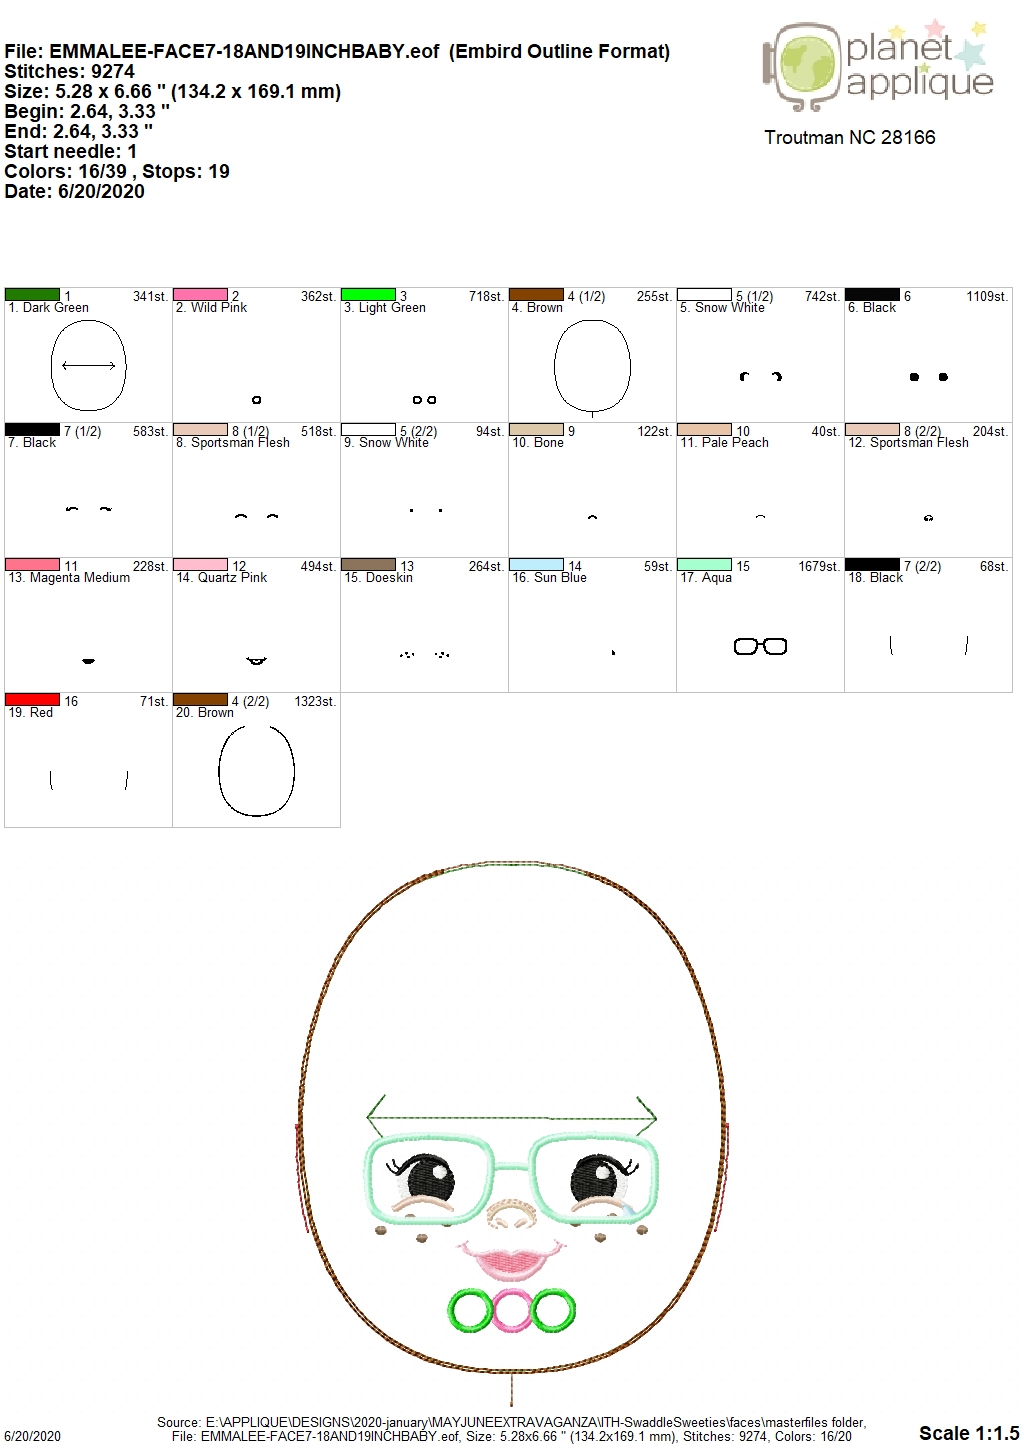 File: EMMALEE-FACE7-18AND19INCHBABY.eof (Embird Outline Format)
Stitches: 9274
Size: 5.28 x 6.66 " (134.2 x 169.1 mm)
Begin: 2.64, 3.33 "
End: 2.64, 3.33 "
Start needle: 1
Colors: 16/39 , Stops: 19
Date: 6/20/2020
planet
applique
Troutman NC 28166
1 341st.
1. Dark Green
2 362st.
2. Wild Pink
3 718st.
3. Light Green
4 (1/2) 255st.
4. Brown
5 (1/2) 742st.
5. Snow White
6 1109st.
6. Black
7 (1/2) 583st.
7. Black
8 (1/2) 518st.
8. Sportsman Flesh
5 (2/2) 94st.
9. Snow White
9 122st.
10. Bone
10 40st.
11. Pale Peach
8 (2/2) 204st.
12. Sportsman Flesh
11 228st.
13. Magenta Medium
12 494st.
14. Quartz Pink
13 264st.
15. Doeskin
14 59st.
16. Sun Blue
15 1679st.
17. Aqua
7 (2/2) 68st.
18. Black
16 71st.
19. Red
4 (2/2) 1323st.
20. Brown
Source: E:\APPLIQUE\DESIGNS\2020-january\MAYJUNEEXTRAVAGANZA\ITH-SwaddleSweeties\faces\masterfiles folder,
6/20/2020 File: EMMALEE-FACE7-18AND19INCHBABY.eof, Size: 5.28x6.66 " (134.2x169.1 mm), Stitches: 9274, Colors: 16/20 Scale 1:1.5